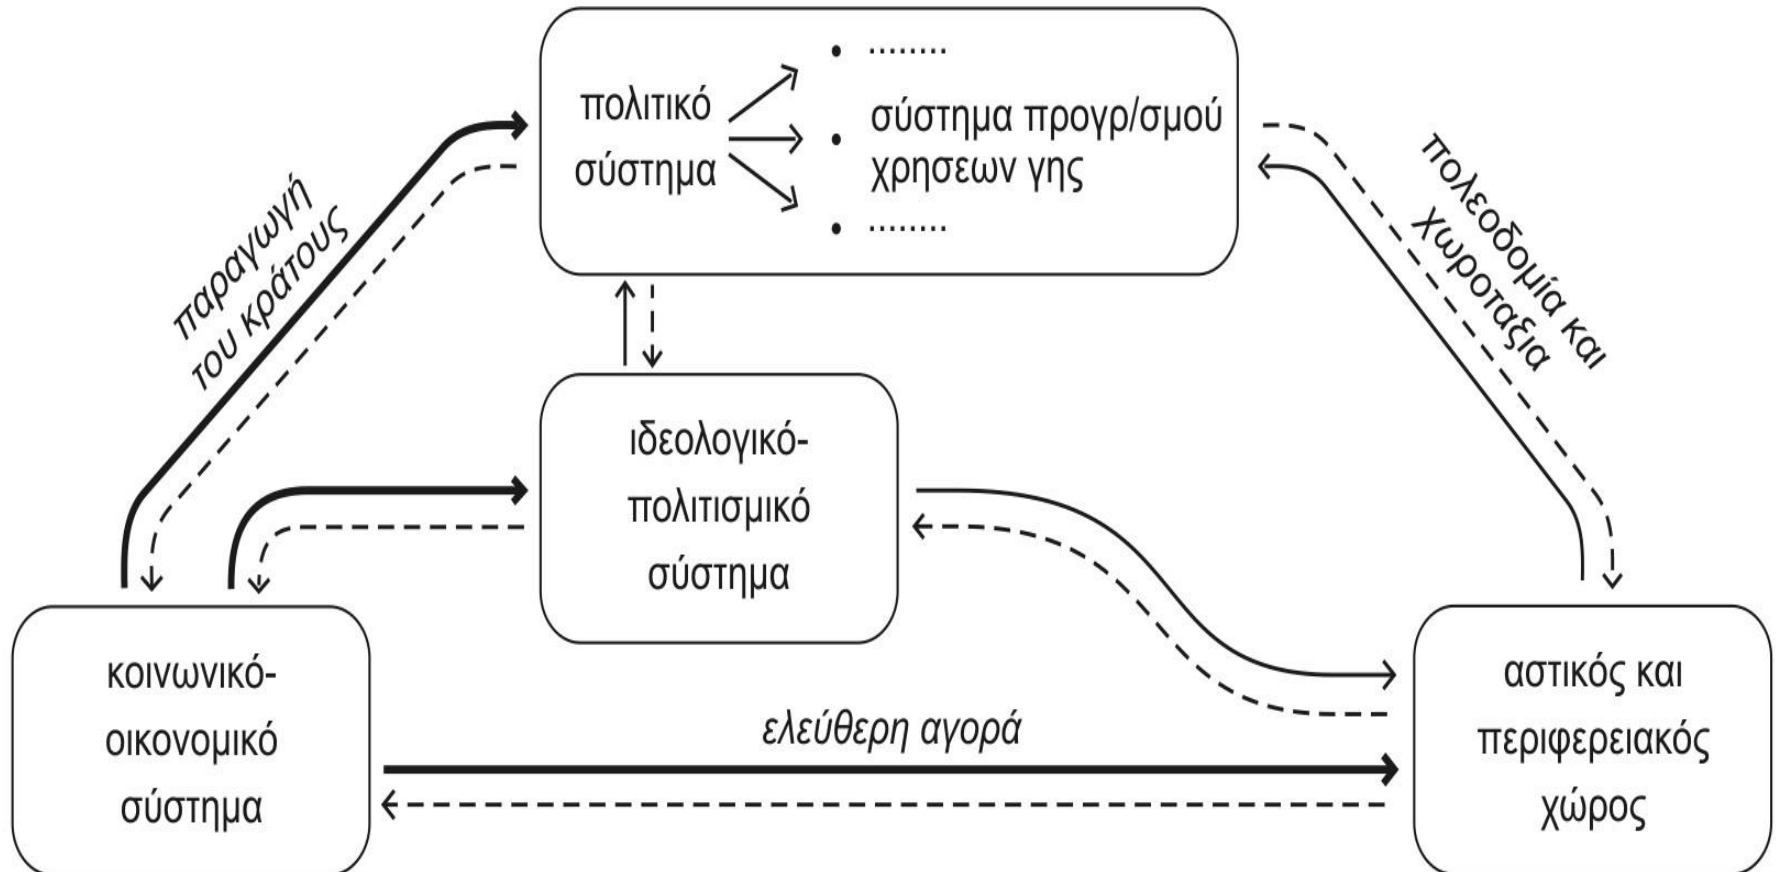 πολιτικό
σύστημα
• ........
• σύστημα προγρ/σμού
χρησεων γης
• ........
παραγωγή
του κράτους
πολεοδομία και
χωροταξια
ιδεολογικό-
πολιτισμικό
σύστημα
κοινωνικό-
οικονομικό
σύστημα
ελεύθερη αγορά
αστικός και
περιφερειακός
χώρος